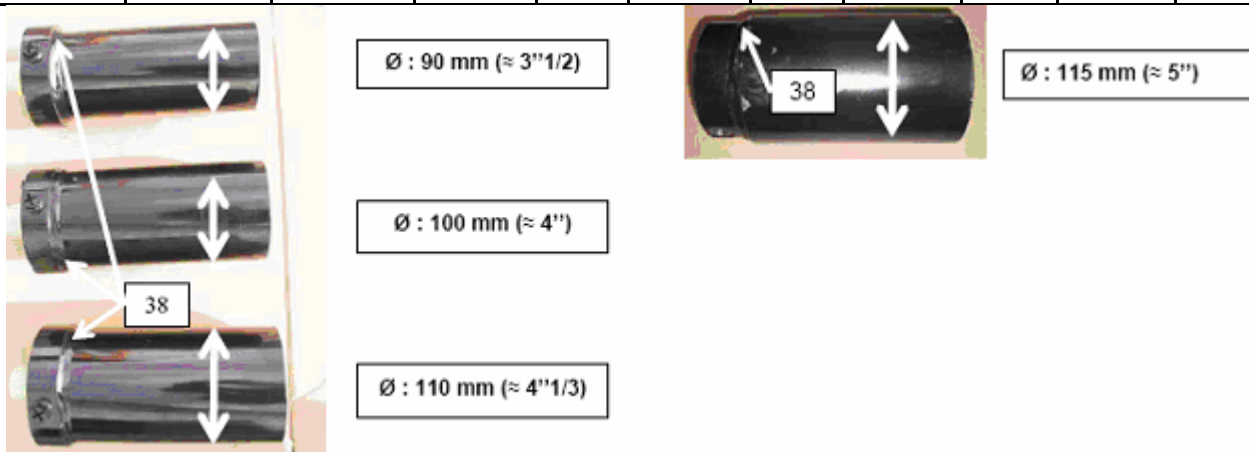 Ø : 90 mm (≈ 3’’1/2)
38
Ø : 115 mm (≈ 5’’)
Ø : 100 mm (≈ 4’’)
38
Ø : 110 mm (≈ 4’’1/3)